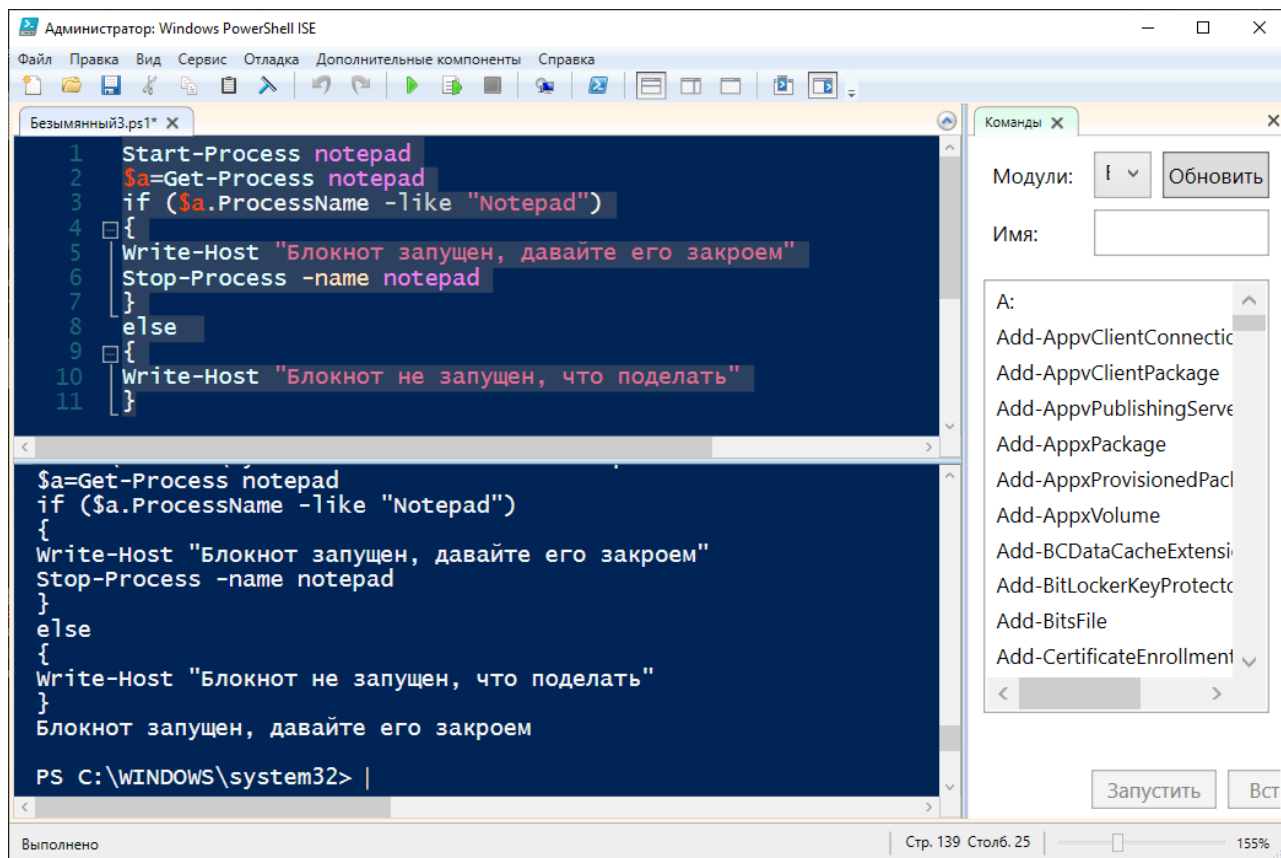 Администратор: Windows PowerShell ISE
Файл Правка Вид Сервис Отладка Дополнительные компоненты Справка
Безымянный3.ps1*
1 Start-Process notepad
2 $a=Get-Process notepad
3 if ($a.ProcessName -like "Notepad")
4 {
5 Write-Host "Блокнот запущен, давайте его закроем"
6 Stop-Process -name notepad
7 }
8 else
9 {
10 Write-Host "Блокнот не запущен, что поделать"
11 }
$a=Get-Process notepad
if ($a.ProcessName -like "Notepad")
{
Write-Host "Блокнот запущен, давайте его закроем"
Stop-Process -name notepad
}
else
{
Write-Host "Блокнот не запущен, что поделать"
}
Блокнот запущен, давайте его закроем
PS C:\WINDOWS\system32>
Команды
Модули: Обновить
Имя:
A:
Add-AppvClientConnectio
Add-AppvClientPackage
Add-AppvPublishingServe
Add-AppxPackage
Add-AppxProvisionedPac
Add-AppxVolume
Add-BCDataCacheExtensi
Add-BitLockerKeyProtecto
Add-BitsFile
Add-CertificateEnrollment
Запустить Вст
Выполнено Стр. 139 Столб. 25 155%